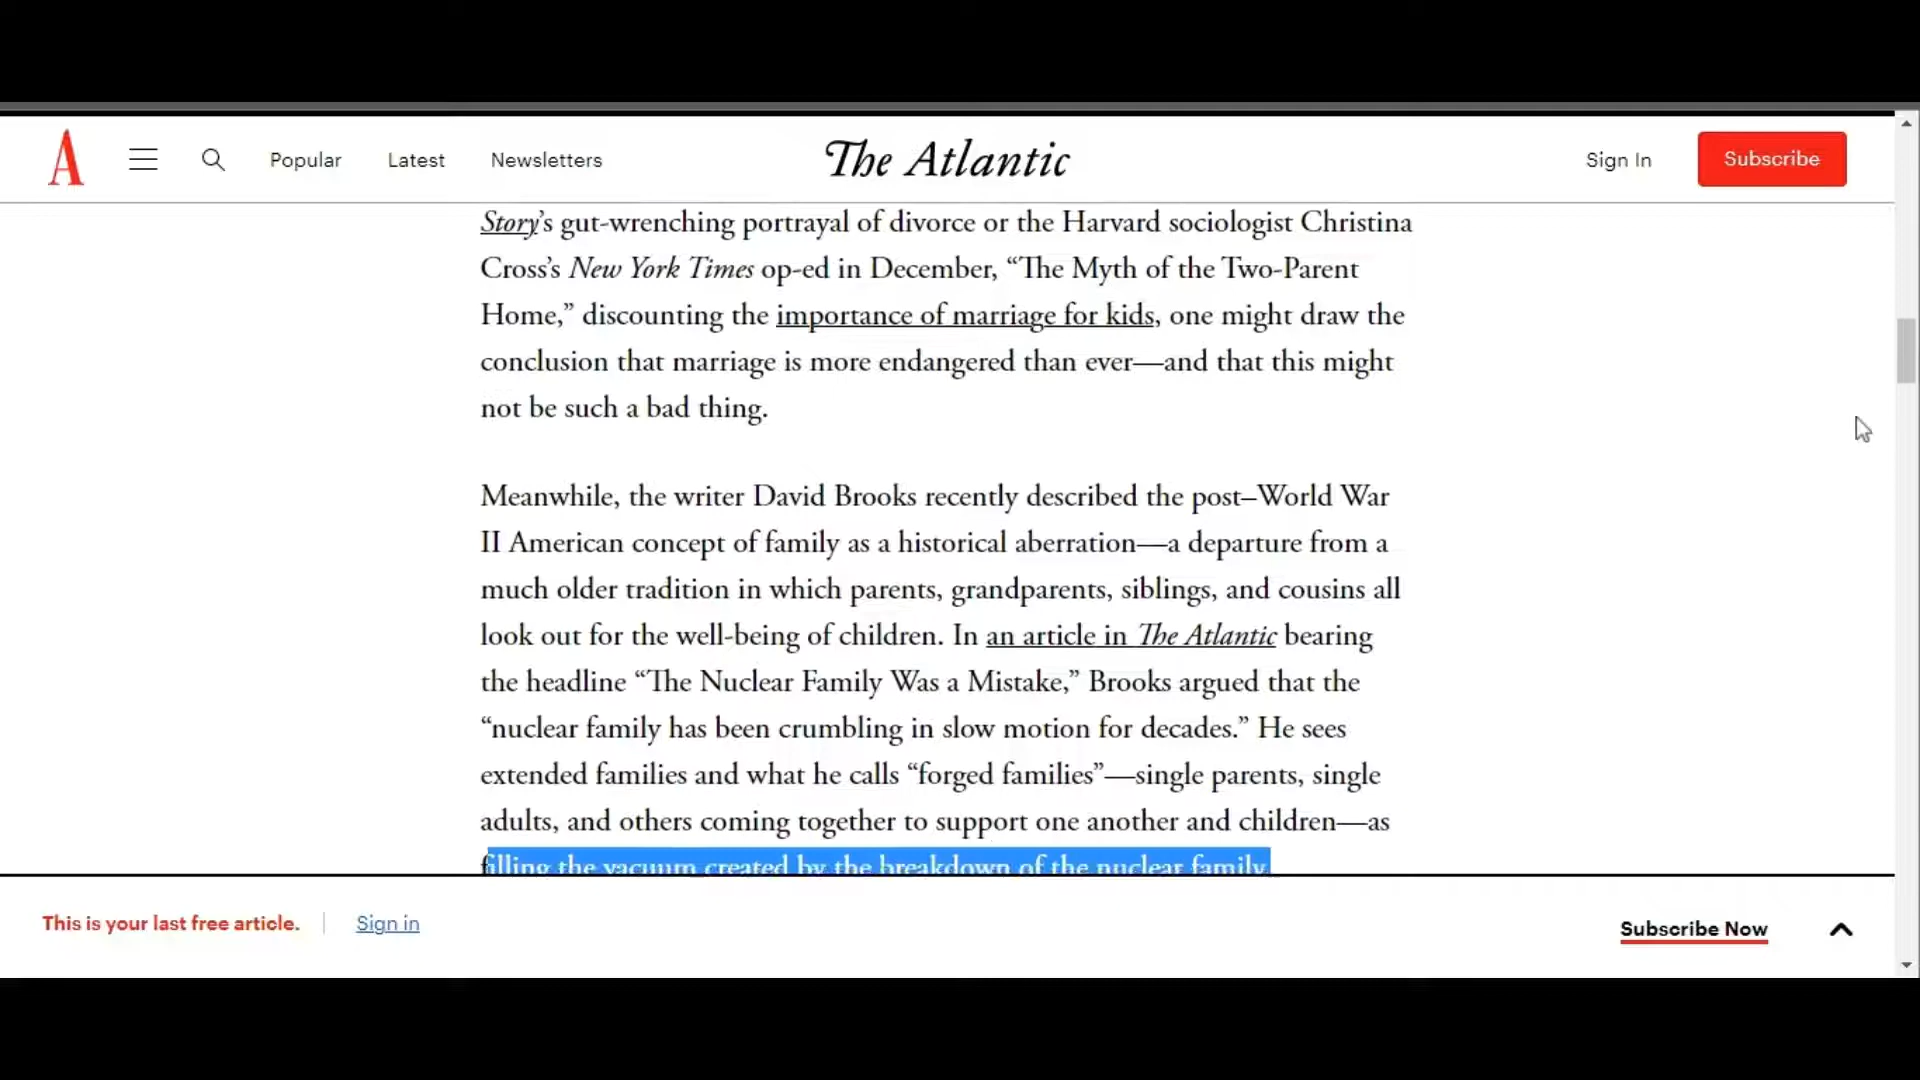 A
Popular
Latest
Newsletters
The Atlantic
Sign In
Subscribe
Story’s gut-wrenching portrayal of divorce or the Harvard sociologist Christina
Cross’s New York Times op-ed in December, “The Myth of the Two-Parent
Home,” discounting the importance of marriage for kids, one might draw the
conclusion that marriage is more endangered than ever—and that this might
not be such a bad thing.
Meanwhile, the writer David Brooks recently described the post–World War
II American concept of family as a historical aberration—a departure from a
much older tradition in which parents, grandparents, siblings, and cousins all
look out for the well-being of children. In an article in The Atlantic bearing
the headline “The Nuclear Family Was a Mistake,” Brooks argued that the
“nuclear family has been crumbling in slow motion for decades.” He sees
extended families and what he calls “forged families”—single parents, single
adults, and others coming together to support one another and children—as
filling the vacuum created by the breakdown of the nuclear family.
This is your last free article.
Sign in
Subscribe Now